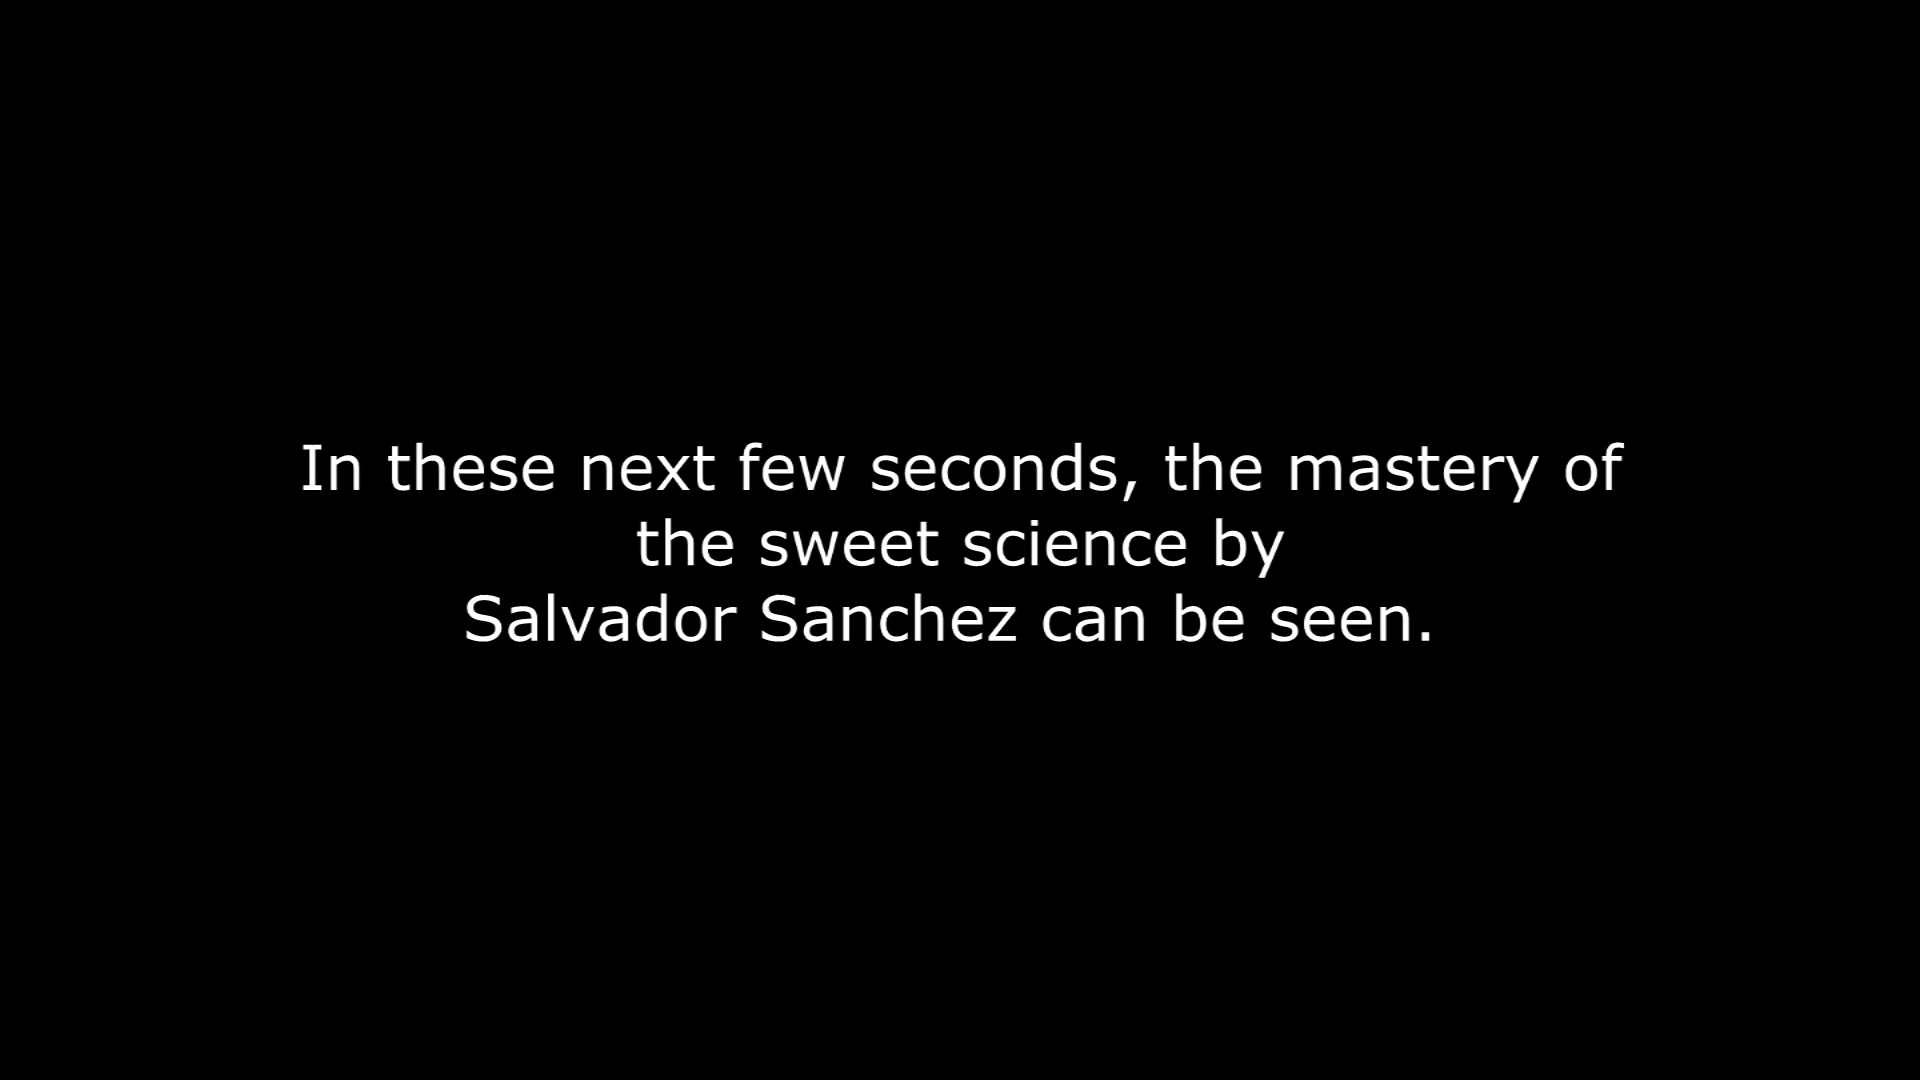 In these next few seconds, the mastery of
the sweet science by
Salvador Sanchez can be seen.